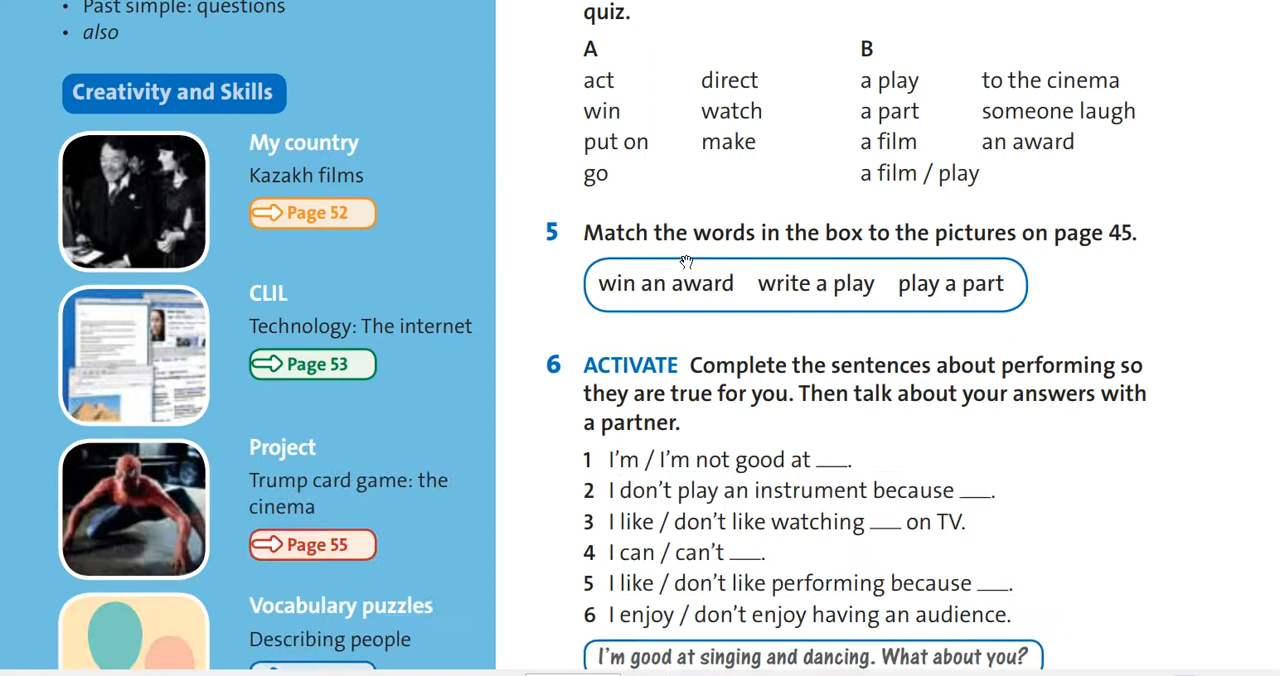 • Past simple: questions
• also
Creativity and Skills
My country
Kazakh films
Page 52
CLIL
Technology: The internet
Page 53
Project
Trump card game: the
cinema
Page 55
Vocabulary puzzles
Describing people
quiz.
A B
act direct a play to the cinema
win watch a part someone laugh
put on make a film an award
go a film / play
5 Match the words in the box to the pictures on page 45.
win an award write a play play a part
6 ACTIVATE Complete the sentences about performing so
they are true for you. Then talk about your answers with
a partner.
1 I'm / I'm not good at ___.
2 I don't play an instrument because ___.
3 I like / don't like watching ___ on TV.
4 I can / can't ___.
5 I like / don't like performing because ___.
6 I enjoy / don't enjoy having an audience.
I'm good at singing and dancing. What about you?